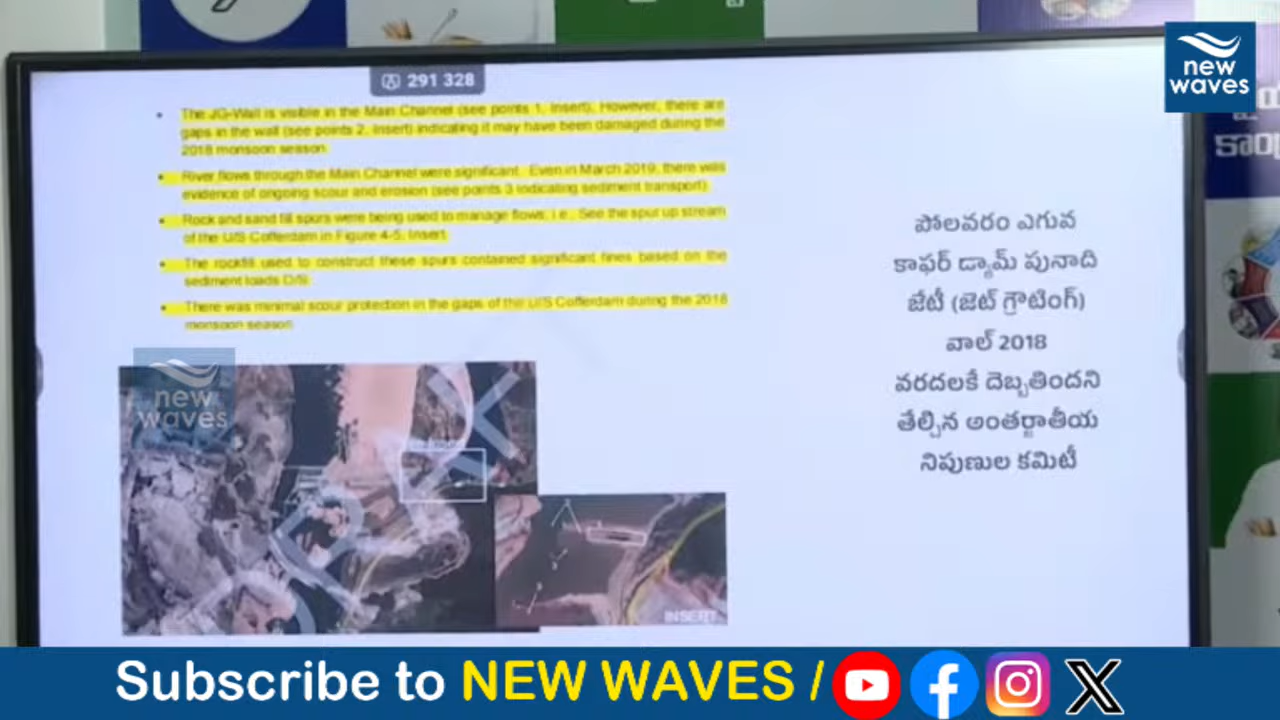 291 328
new
waves
The JG-Wall is visible in the Main Channel (see points 1, Insert). However, there are
gaps in the wall (see points 2, Insert) indicating it may have been damaged during the
2018 monsoon season.
River flows through the Main Channel were significant. Even in March 2019, there was
evidence of ongoing scour and erosion (see points 3 indicating sediment transport)
Rock and sand fill spurs were being used to manage flows, i.e., See the spur up stream
of the U/S Cofferdam in Figure 4-5, Insert.
The rockfill used to construct these spurs contained significant fines based on the
sediment loads D/S
There was minimal scour protection in the gaps of the U/S Cofferdam during the 2018
monsoon season
పోలవరం ఎగువ
కాఫర్ డ్యామ్ పునాది
జేటీ (జెట్ గ్రౌటింగ్)
వాల్ 2018
వరదలకే దెబ్బతిందని
తేల్చిన అంతర్జాతీయ
నిపుణుల కమిటీ
new
waves
DRAFT
INSERT
Subscribe to NEW WAVES /